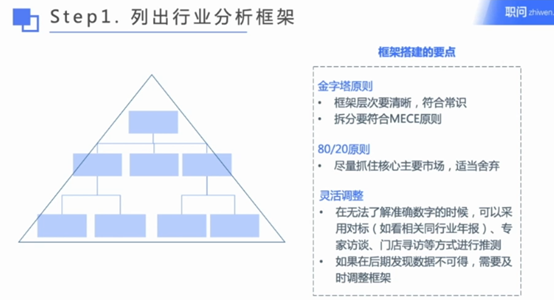 Step1. 列出行业分析框架
职问 zhiwen.
框架搭建的要点
金字塔原则
• 框架层次要清晰，符合常识
• 拆分要符合MECE原则
80/20原则
• 尽量抓住核心主要市场，适当舍弃
灵活调整
• 在无法了解准确数字的时候，可以采
用对标（如看相关同行业年报）、专
家访谈、门店寻访等方式进行推测
• 如果在后期发现数据不可得，需要及
时调整框架